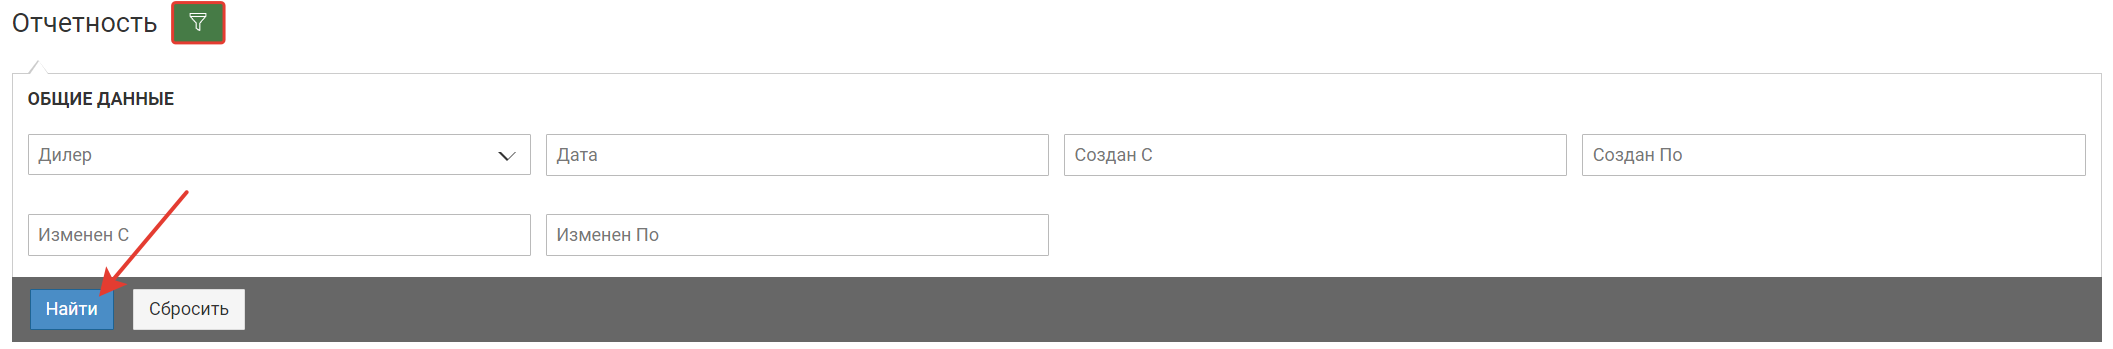 Отчетность
ОБЩИЕ ДАННЫЕ
Дилер Дата Создан С Создан По
Изменен С Изменен По
Найти Сбросить